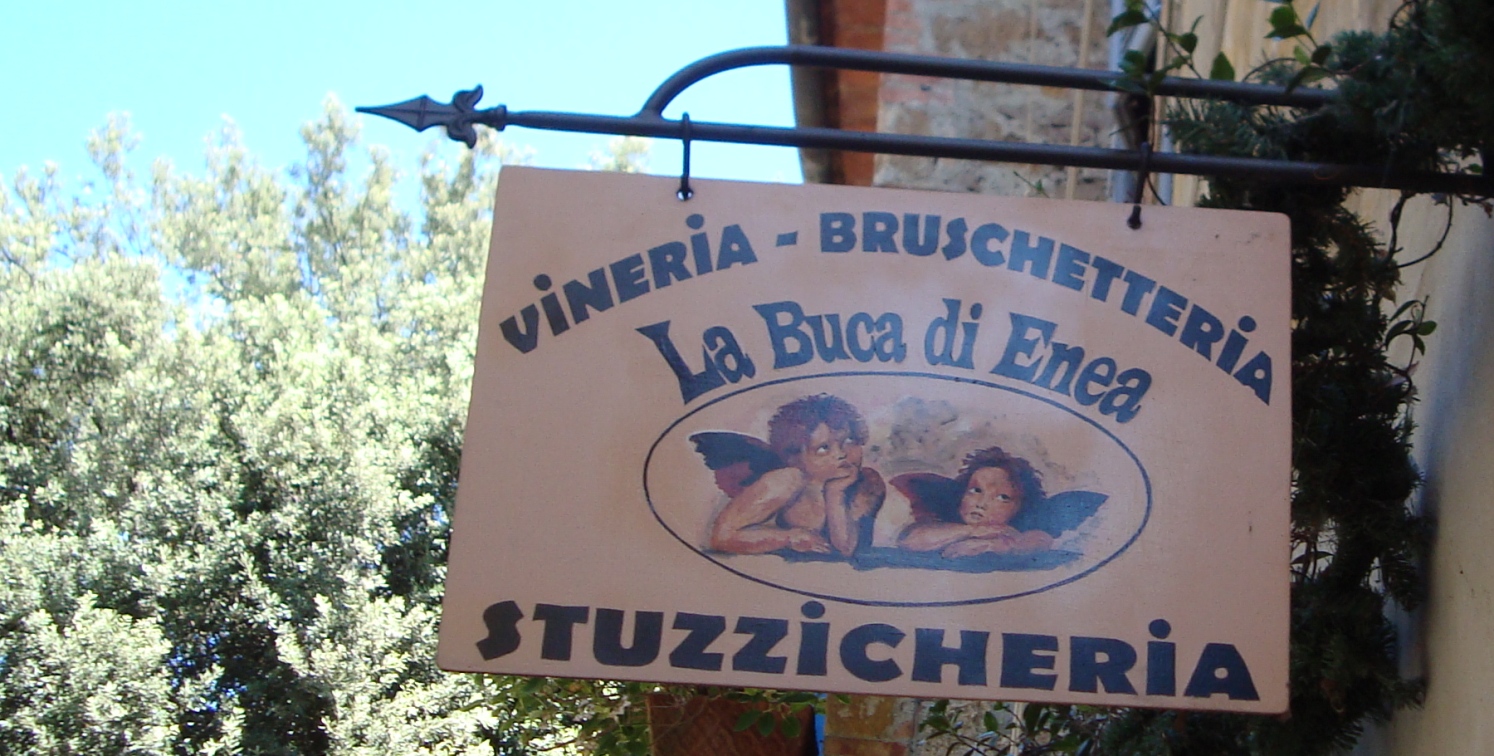 ViNERiA - BRUSCHETTERiA
La Buca di Enea
STUZZiCHERiA